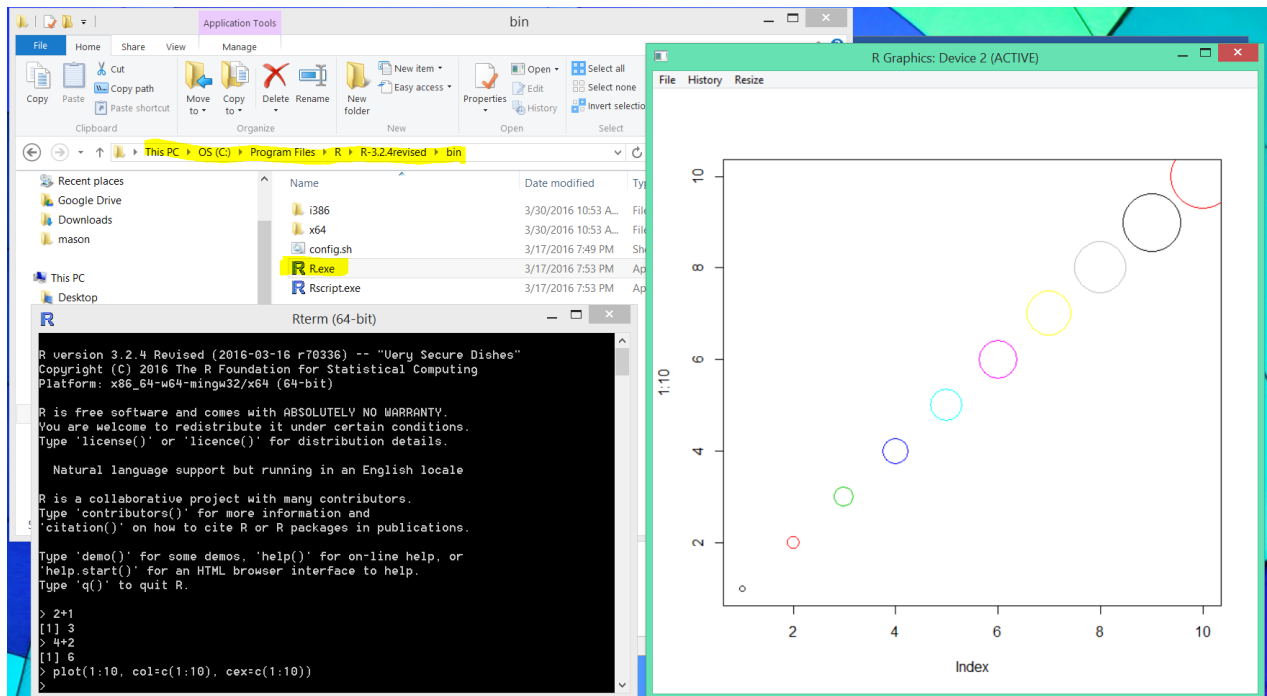 Application Tools
bin
File
Home
Share
View
Manage
Copy
Paste
Cut
Copy path
Paste shortcut
Clipboard
Move to
Copy to
Delete
Rename
Organize
New folder
New item
Easy access
New
Properties
Open
Edit
History
Open
Select all
Select none
Invert selectio
Select
This PC
OS (C:)
Program Files
R
R-3.2.4revised
bin
Recent places
Google Drive
Downloads
mason
This PC
Desktop
Name Date modified Ty
i386 3/30/2016 10:53 A... File
x64 3/30/2016 10:53 A... File
config.sh 3/17/2016 7:49 PM Sh
R.exe 3/17/2016 7:53 PM Ap
Rscript.exe 3/17/2016 7:53 PM Ap
Rterm (64-bit)
R version 3.2.4 Revised (2016-03-16 r70336) -- "Very Secure Dishes"
Copyright (C) 2016 The R Foundation for Statistical Computing
Platform: x86_64-w64-mingw32/x64 (64-bit)
R is free software and comes with ABSOLUTELY NO WARRANTY.
You are welcome to redistribute it under certain conditions.
Type 'license()' or 'licence()' for distribution details.
Natural language support but running in an English locale
R is a collaborative project with many contributors.
Type 'contributors()' for more information and
'citation()' on how to cite R or R packages in publications.
Type 'demo()' for some demos, 'help()' for on-line help, or
'help.start()' for an HTML browser interface to help.
Type 'q()' to quit R.
> 2+1
[1] 3
> 4+2
[1] 6
> plot(1:10, col=c(1:10), cex=c(1:10))
>
R Graphics: Device 2 (ACTIVE)
File
History
Resize
10
8
6
4
2
1:10
2 4 6 8 10
Index